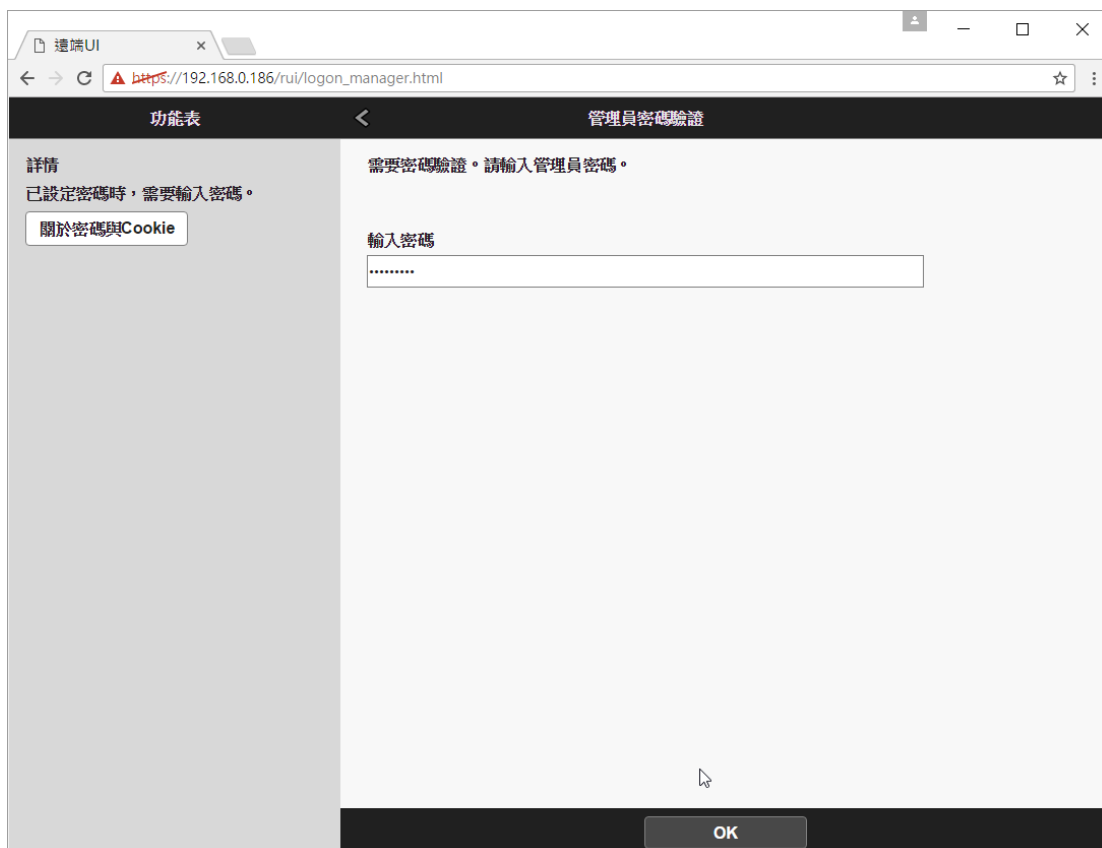 遠端UI
https://192.168.0.186/rui/logon_manager.html
功能表
管理員密碼驗證
詳情
已設定密碼時，需要輸入密碼。
關於密碼與Cookie
需要密碼驗證。請輸入管理員密碼。
輸入密碼
•••••••••
OK